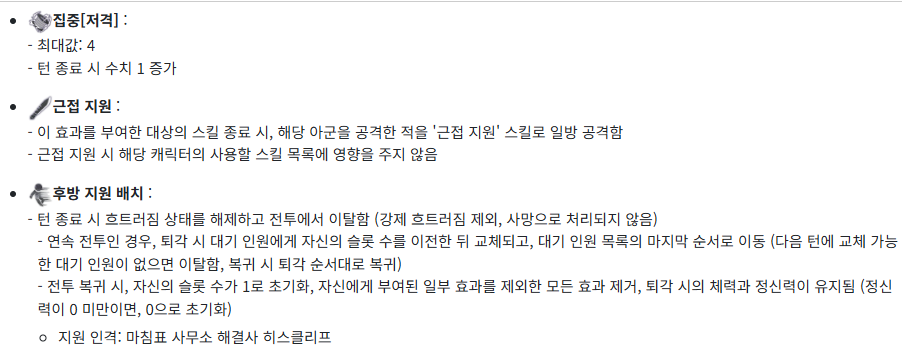 집중[저격] :
- 최대값: 4
- 턴 종료 시 수치 1 증가
근접 지원 :
- 이 효과를 부여한 대상의 스킬 종료 시, 해당 아군을 공격한 적을 '근접 지원' 스킬로 일방 공격함
- 근접 지원 시 해당 캐릭터의 사용할 스킬 목록에 영향을 주지 않음
후방 지원 배치 :
- 턴 종료 시 흐트러짐 상태를 해제하고 전투에서 이탈함 (강제 흐트러짐 제외, 사망으로 처리되지 않음)
- 연속 전투인 경우, 퇴각 시 대기 인원에게 자신의 슬롯 수를 이전한 뒤 교체되고, 대기 인원 목록의 마지막 순서로 이동 (다음 턴에 교체 가능
한 대기 인원이 없으면 이탈함, 복귀 시 퇴각 순서대로 복귀)
- 전투 복귀 시, 자신의 슬롯 수가 1로 초기화, 자신에게 부여된 일부 효과를 제외한 모든 효과 제거, 퇴각 시의 체력과 정신력이 유지됨 (정신
력이 0 미만이면, 0으로 초기화)
지원 인격: 마침표 사무소 해결사 히스클리프